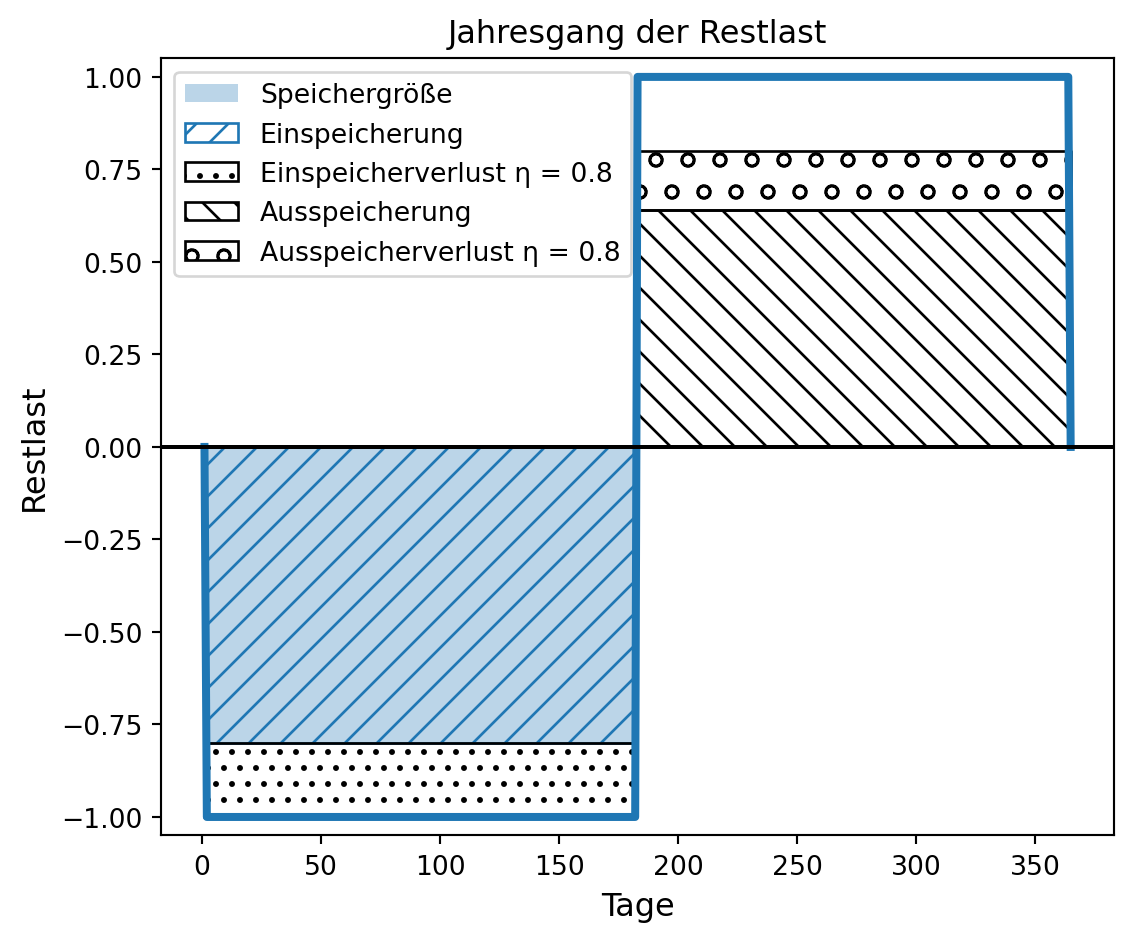 Jahresgang der Restlast
Speichergröße
Einspeicherung
Einspeicherverlust η = 0.8
Ausspeicherung
Ausspeicherverlust η = 0.8
1.00
0.75
0.50
0.25
0.00
−0.25
−0.50
−0.75
−1.00
Restlast
0 50 100 150 200 250 300 350
Tage